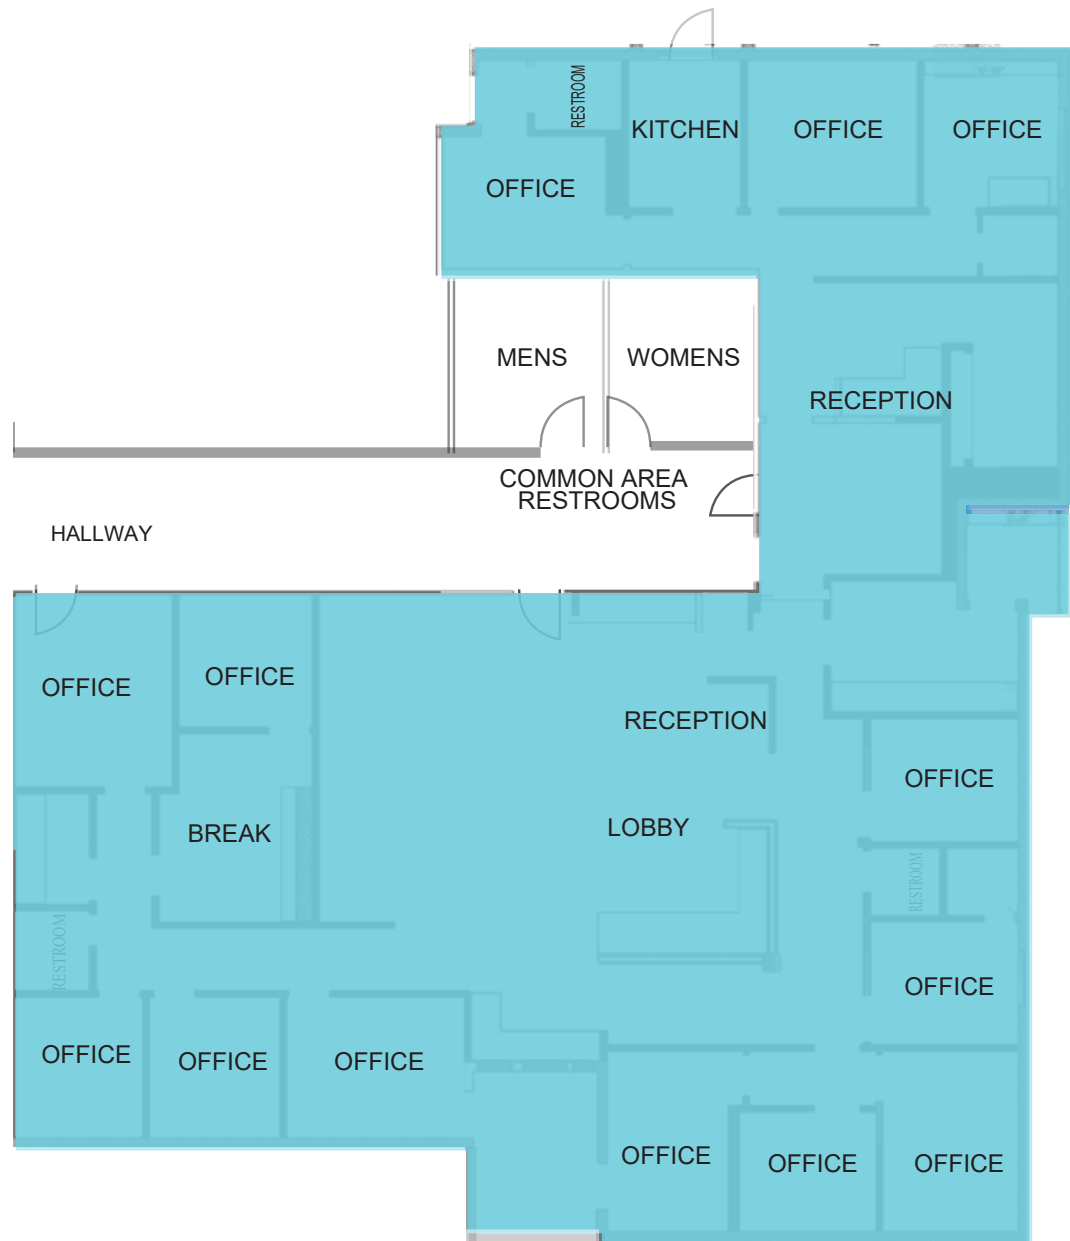 RESTROOM
KITCHEN
OFFICE
OFFICE
OFFICE
MENS
WOMENS
RECEPTION
COMMON AREA
RESTROOMS
HALLWAY
OFFICE
OFFICE
RECEPTION
OFFICE
BREAK
LOBBY
RESTROOM
RESTROOM
OFFICE
OFFICE
OFFICE
OFFICE
OFFICE
OFFICE
OFFICE